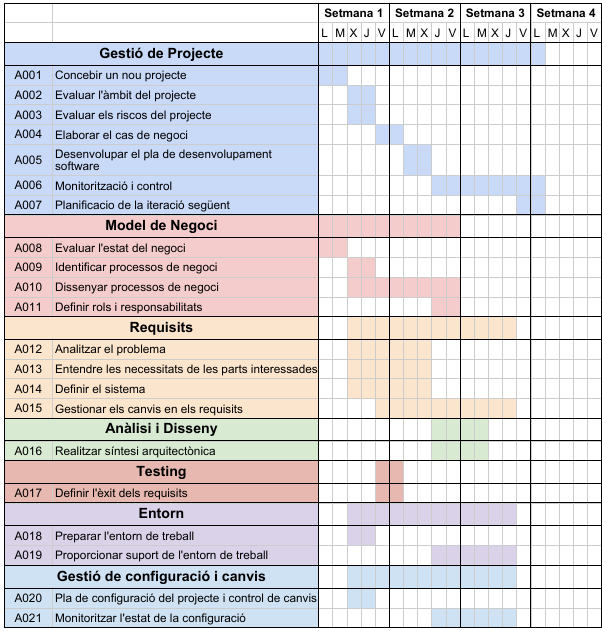 Setmana 1 Setmana 2 Setmana 3 Setmana 4
L M X J V L M X J V L M X J V L M X J V
Gestió de Projecte
A001 Concebir un nou projecte
A002 Evaluar l'àmbit del projecte
A003 Evaluar els riscos del projecte
A004 Elaborar el cas de negoci
A005 Desenvolupar el pla de desenvolupament
software
A006 Monitorització i control
A007 Planificacio de la iteració següent
Model de Negoci
A008 Evaluar l'estat del negoci
A009 Identificar processos de negoci
A010 Dissenyar processos de negoci
A011 Definir rols i responsabilitats
Requisits
A012 Analitzar el problema
A013 Entendre les necessitats de les parts interessades
A014 Definir el sistema
A015 Gestionar els canvis en els requisits
Anàlisi i Disseny
A016 Realitzar síntesi arquitectònica
Testing
A017 Definir l'èxit dels requisits
Entorn
A018 Preparar l'entorn de treball
A019 Proporcionar suport de l'entorn de treball
Gestió de configuració i canvis
A020 Pla de configuració del projecte i control de canvis
A021 Monitoritzar l'estat de la configuració